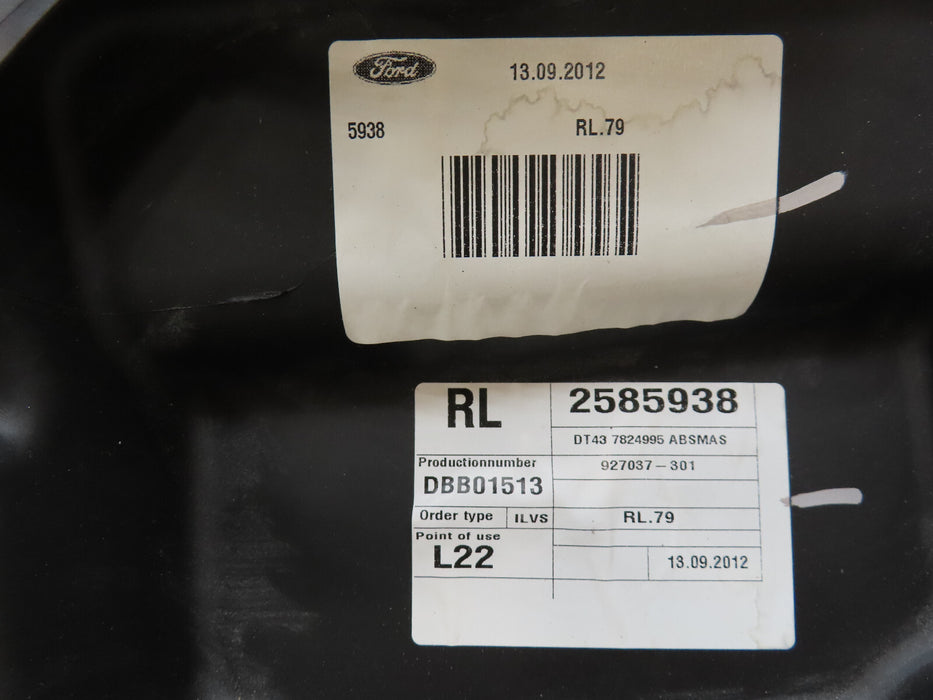 Ford
13.09.2012
5938
RL.79
RL
2585938
DT43 7824995 ABSMAS
Productionnumber
927037-301
DBB01513
Order type
ILVS
RL.79
Point of use
L22
13.09.2012